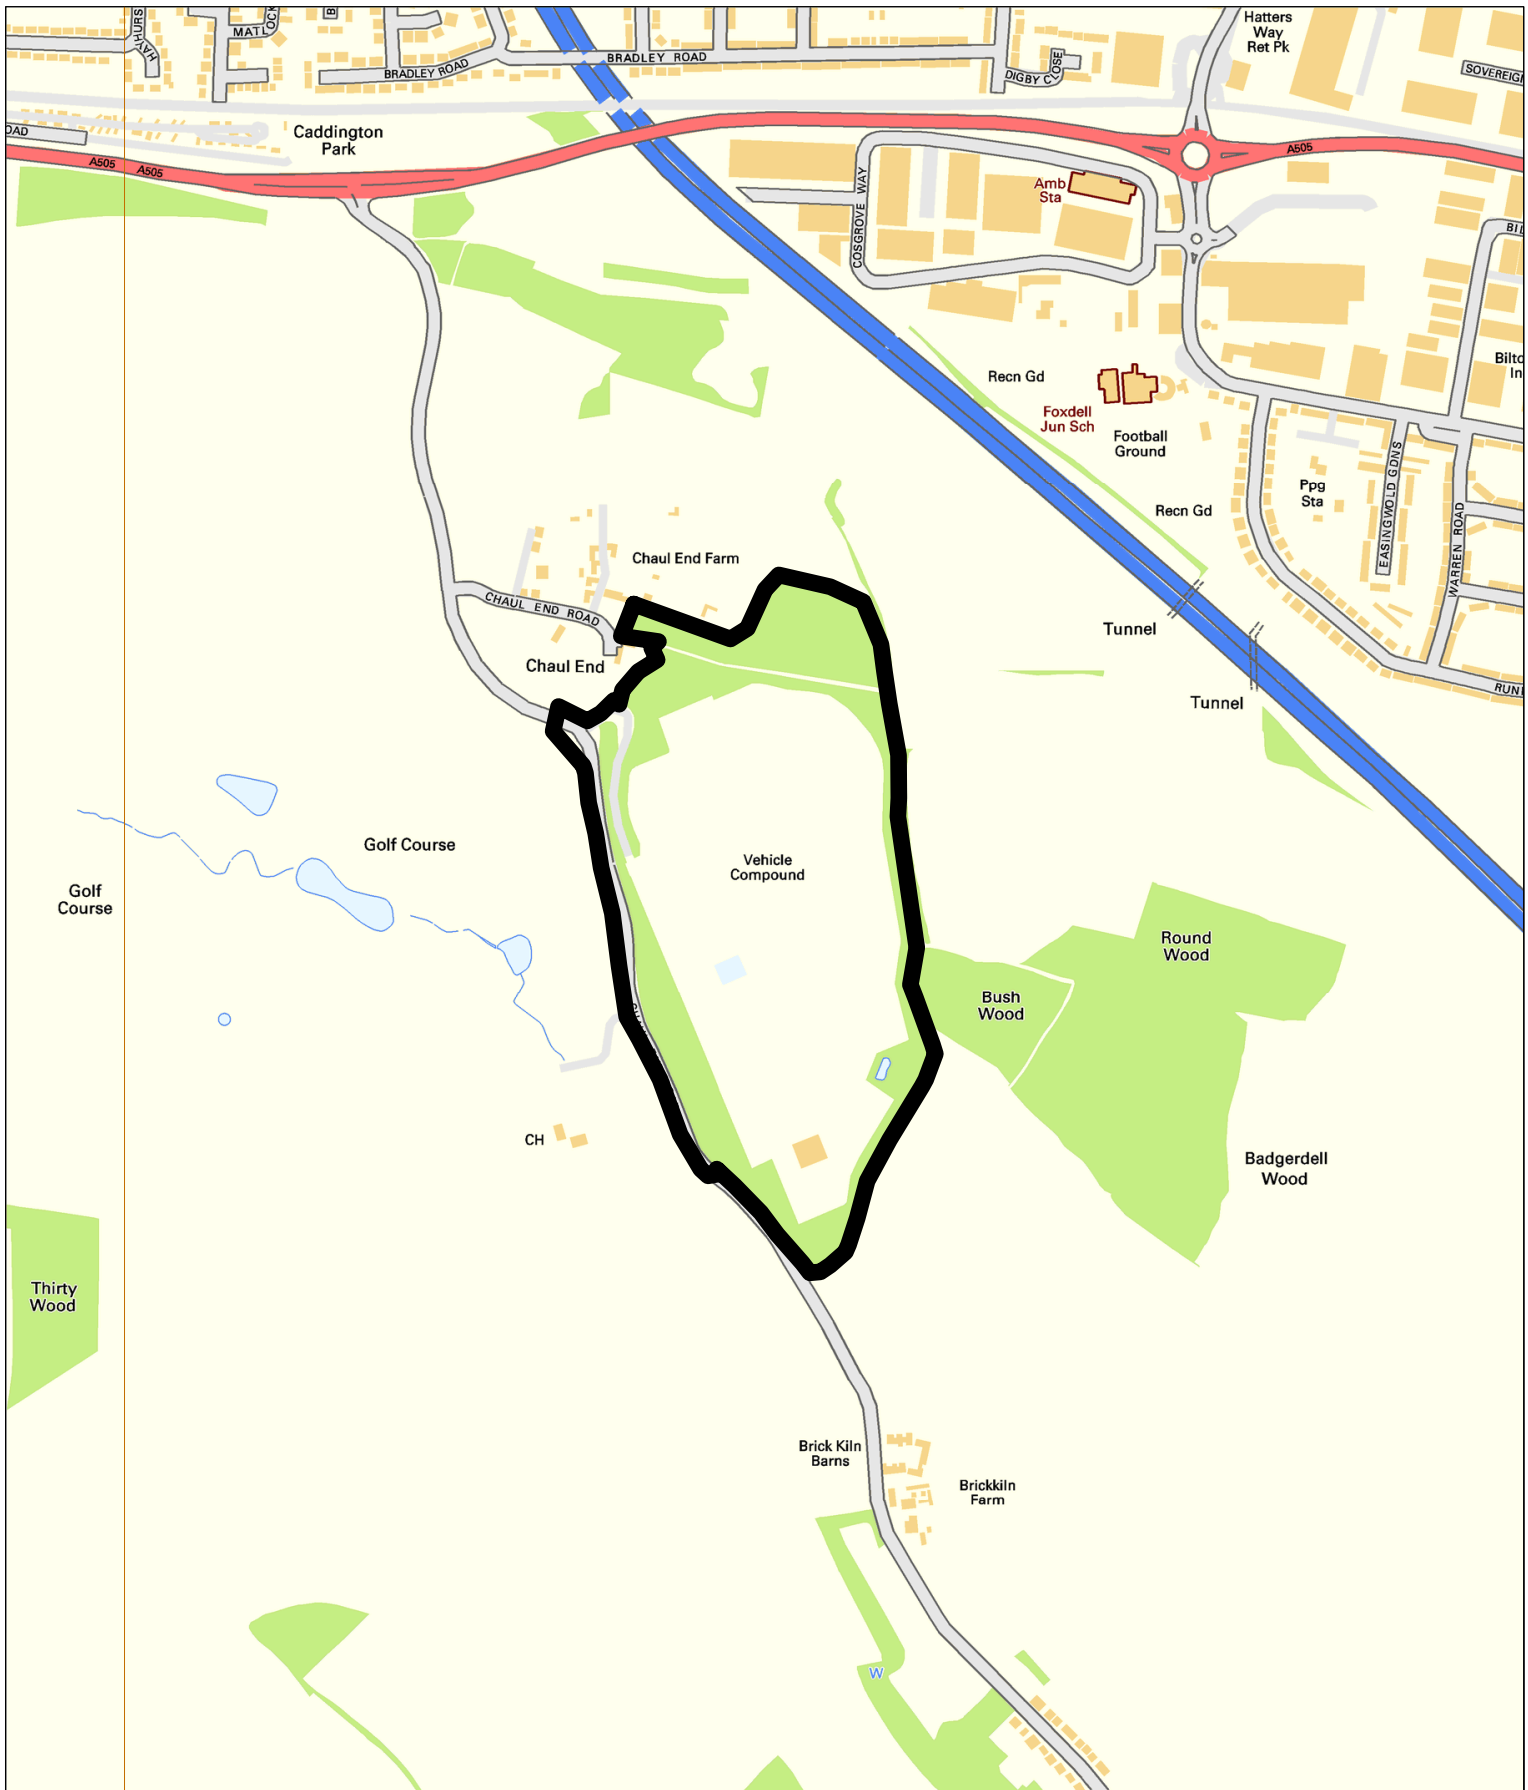 MATLOCK
BRADLEY ROAD
BRADLEY ROAD
DIGBY CLOSE
Hatters
Way
Ret Pk
Caddington
Park
A505
A505
A505
Amb
Sta
COSGROVE WAY
Recn Gd
Foxdell
Jun Sch
Football
Ground
Recn Gd
Ppg
Sta
EASINGWOLD GDNS
WARREN ROAD
Chaul End Farm
CHAUL END ROAD
Chaul End
Tunnel
Tunnel
Golf Course
Golf
Course
Vehicle
Compound
Round
Wood
Bush
Wood
CH
Badgerdell
Wood
Thirty
Wood
Brick Kiln
Barns
Brickkiln
Farm
W